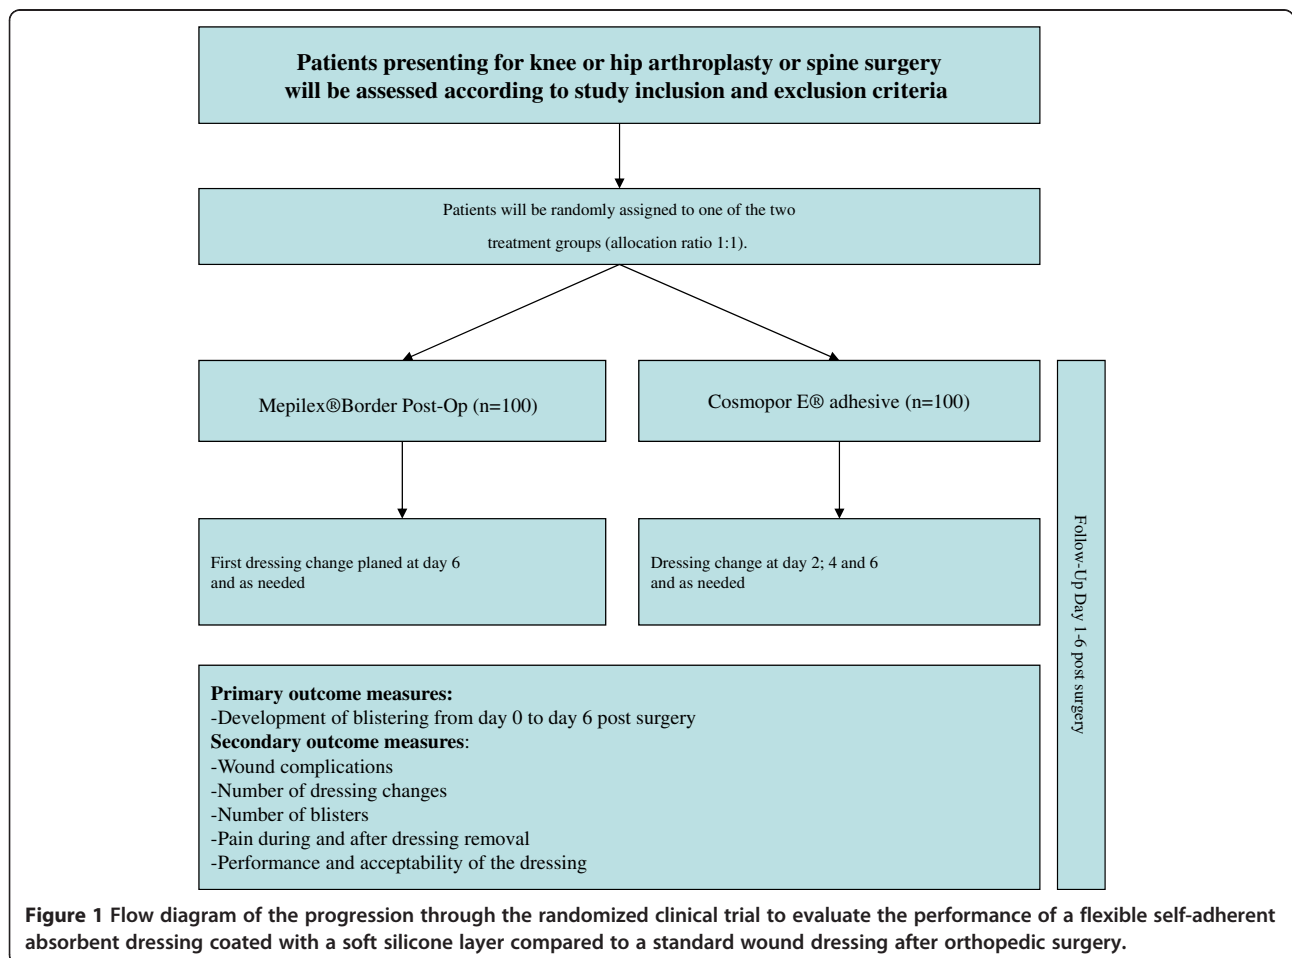 Patients presenting for knee or hip arthroplasty or spine surgery
will be assessed according to study inclusion and exclusion criteria
Patients will be randomly assigned to one of the two
treatment groups (allocation ratio 1:1).
Mepilex®Border Post-Op (n=100)
Cosmopor E® adhesive (n=100)
First dressing change planed at day 6
and as needed
Dressing change at day 2; 4 and 6
and as needed
Follow-Up Day 1-6 post surgery
Primary outcome measures:
-Development of blistering from day 0 to day 6 post surgery
Secondary outcome measures:
-Wound complications
-Number of dressing changes
-Number of blisters
-Pain during and after dressing removal
-Performance and acceptability of the dressing
Figure 1 Flow diagram of the progression through the randomized clinical trial to evaluate the performance of a flexible self-adherent
absorbent dressing coated with a soft silicone layer compared to a standard wound dressing after orthopedic surgery.